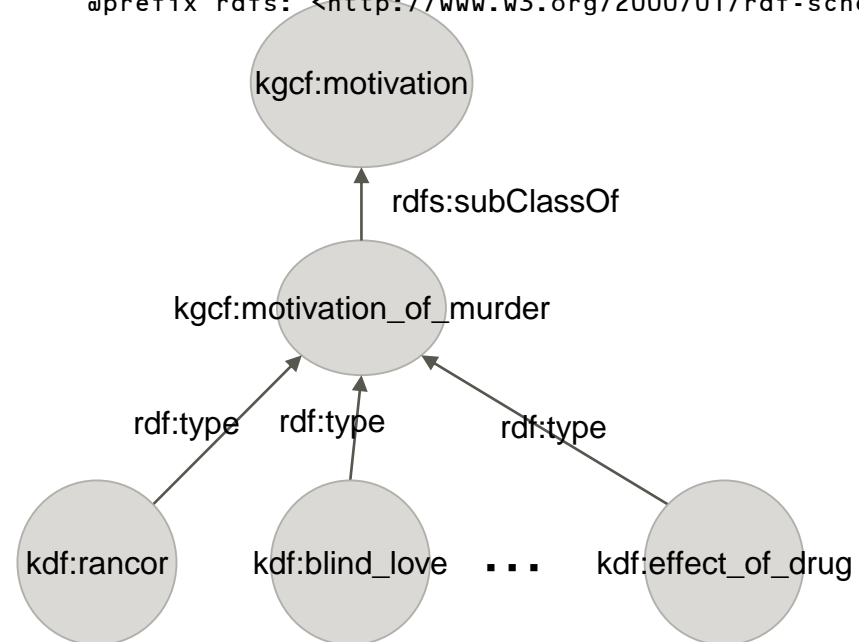 @prefix rdfs: <http://www.w3.org/2000/01/rdf-sch
kgcf:motivation
rdfs:subClassOf
kgcf:motivation_of_murder
rdf:type rdf:type rdf:type
kdf:rancor kdf:blind_love ... kdf:effect_of_drug